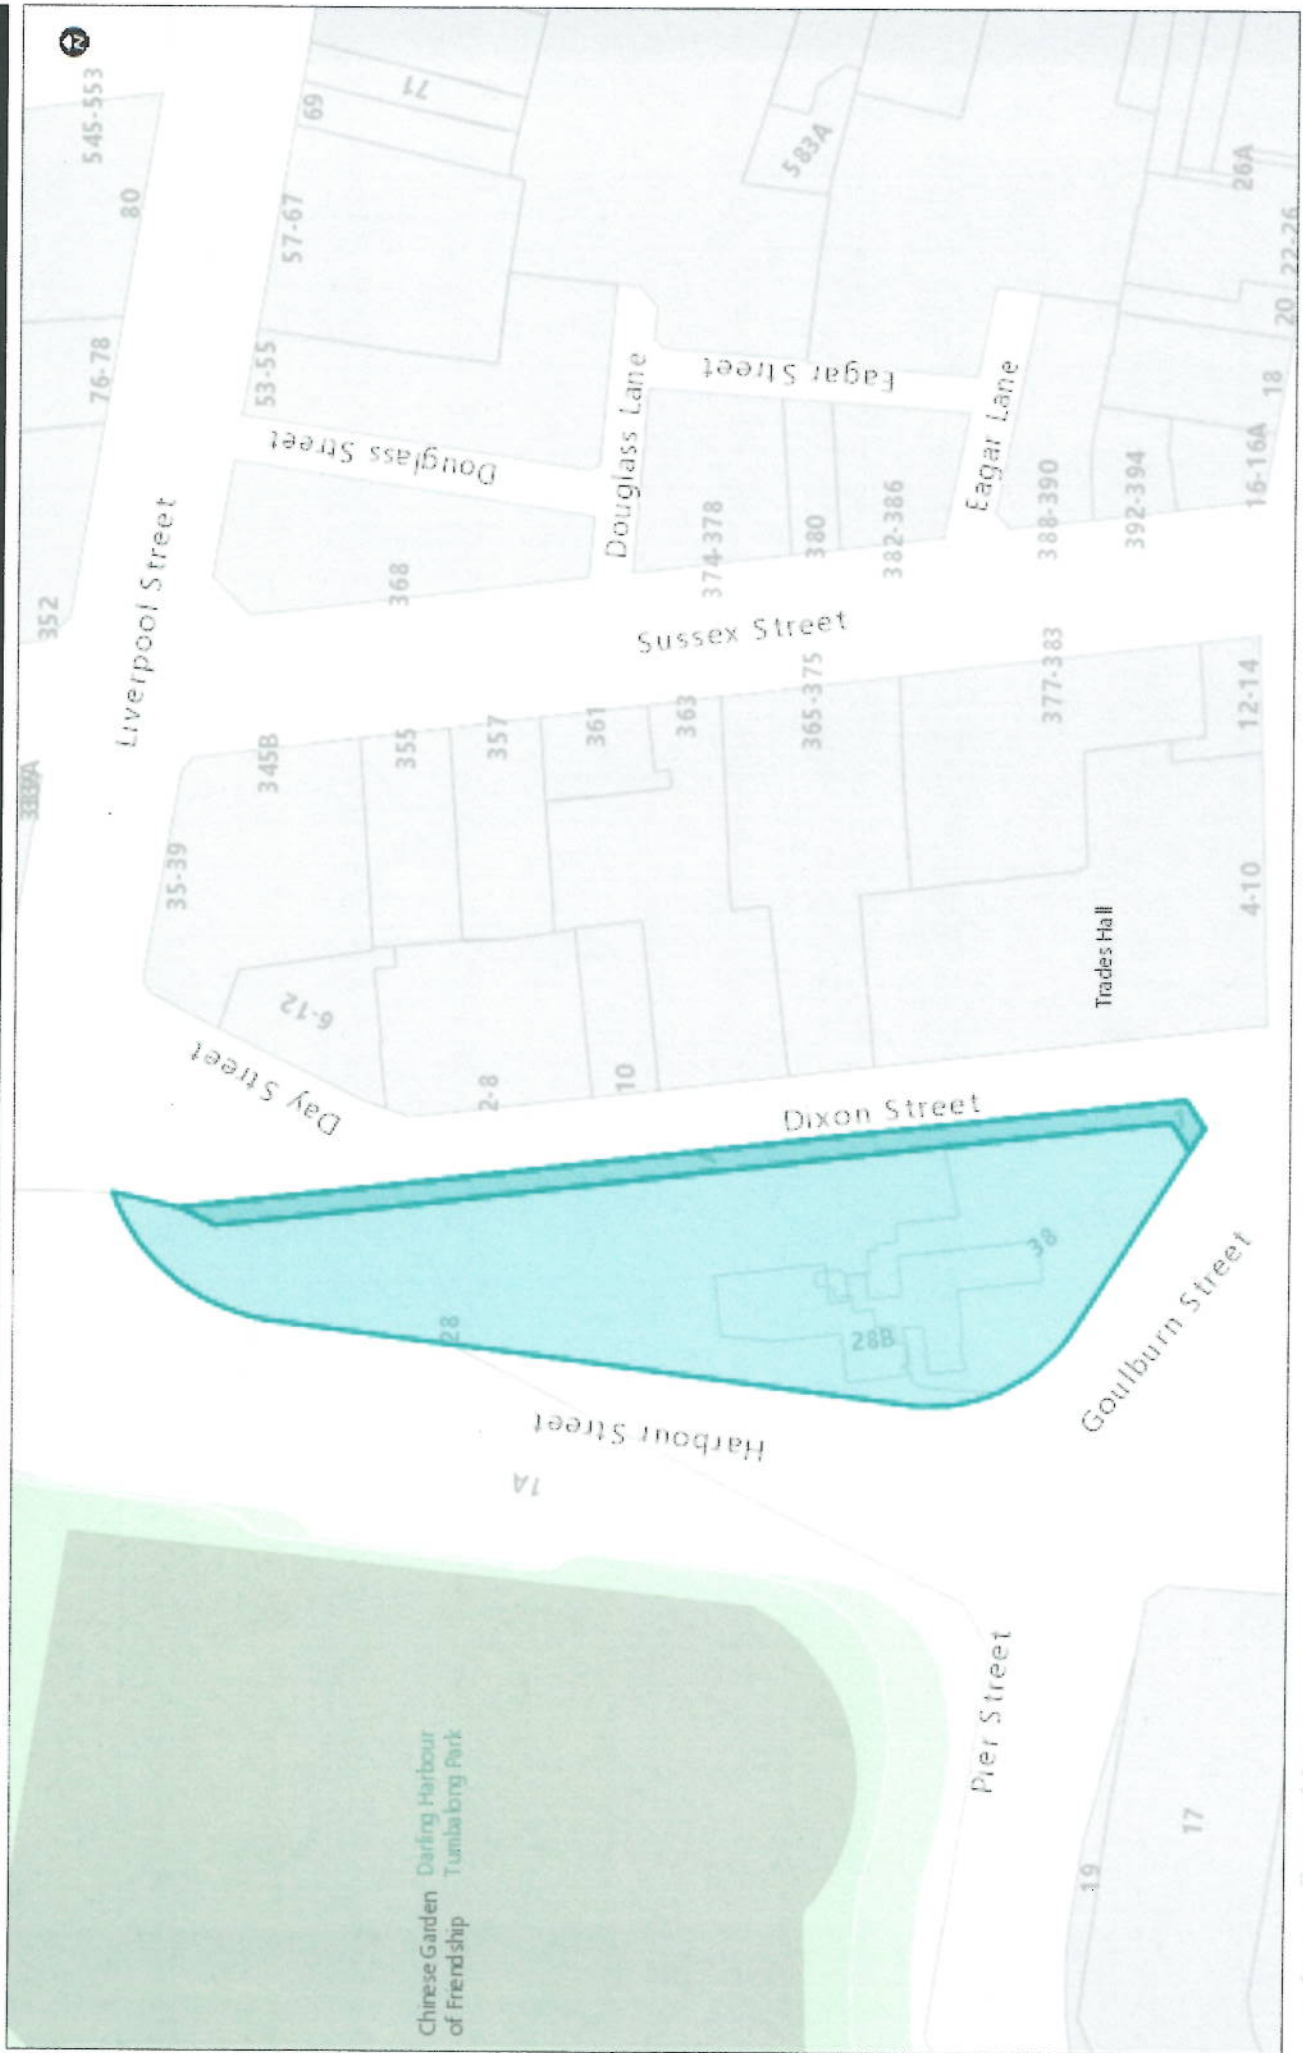 N
545-553
80
76-78
352
Liverpool Street
69
71
57-67
53-55
Douglass Street
368
345B
35-39
6-12
Day Street
583A
Douglass Lane
Eagar Street
374-378
380
382-386
Eagar Lane
388-390
392-394
26A
22-26
20
18
16-16A
Sussex Street
355
357
361
363
365-375
377-383
12-14
4-10
Trades Hall
2-8
10
Dixon Street
28
28B
38
Goulburn Street
Harbour Street
1A
Chinese Garden
of Friendship
Darling Harbour
Tumbalong Park
Pier Street
19
17